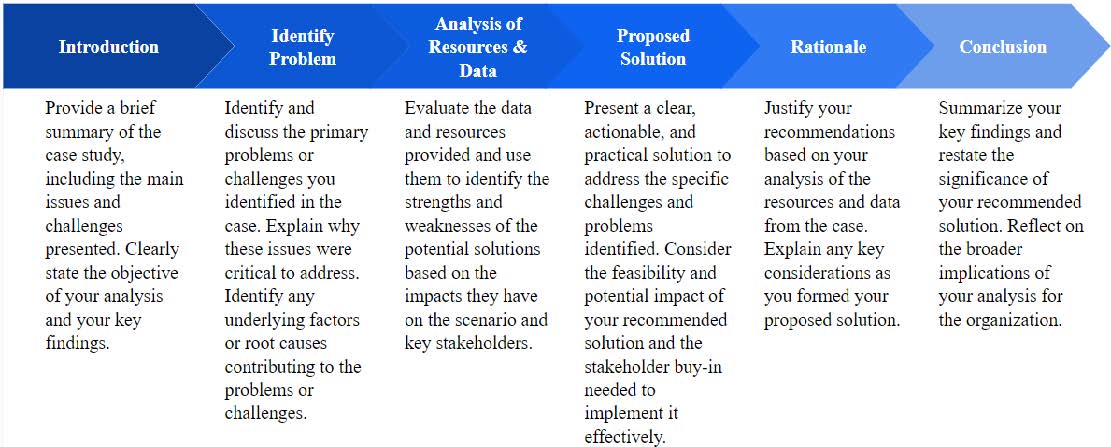 Introduction
Identify
Problem
Analysis of
Resources &
Data
Proposed
Solution
Rationale
Conclusion
Provide a brief
summary of the
case study,
including the main
issues and
challenges
presented. Clearly
state the objective
of your analysis
and your key
findings.
Identify and
discuss the primary
problems or
challenges you
identified in the
case. Explain why
these issues were
critical to address.
Identify any
underlying factors
or root causes
contributing to the
problems or
challenges.
Evaluate the data
and resources
provided and use
them to identify the
strengths and
weaknesses of the
potential solutions
based on the
impacts they have
on the scenario and
key stakeholders.
Present a clear,
actionable, and
practical solution to
address the specific
challenges and
problems
identified. Consider
the feasibility and
potential impact of
your recommended
solution and the
stakeholder buy-in
needed to
implement it
effectively.
Justify your
recommendations
based on your
analysis of the
resources and data
from the case.
Explain any key
considerations as
you formed your
proposed solution.
Summarize your
key findings and
restate the
significance of
your recommended
solution. Reflect on
the broader
implications of
your analysis for
the organization.